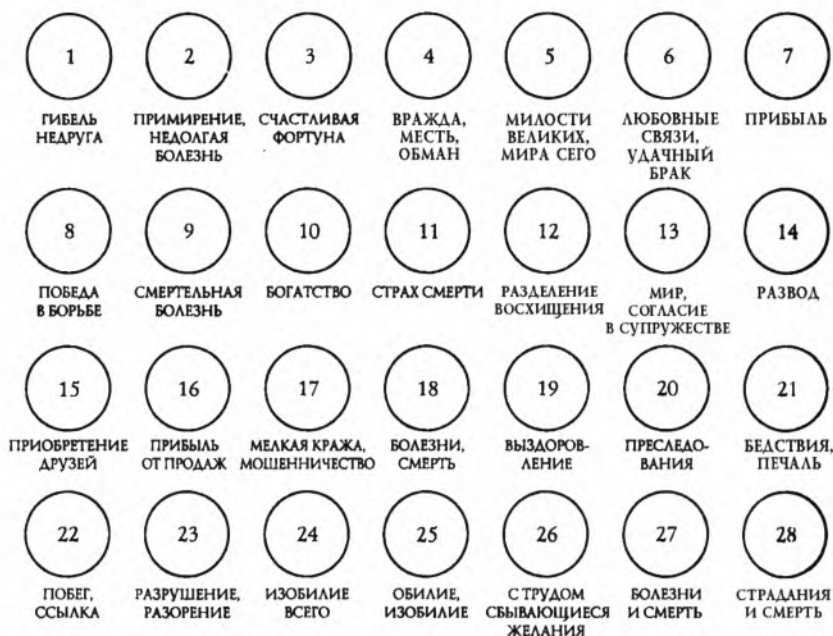 1 2 3 4 5 6 7
ГИБЕЛЬ НЕДРУГА
ПРИМИРЕНИЕ, НЕДОЛГАЯ БОЛЕЗНЬ
СЧАСТЛИВАЯ ФОРТУНА
ВРАЖДА, МЕСТЬ, ОБМАН
МИЛОСТИ ВЕЛИКИХ, МИРА СЕГО
ЛЮБОВНЫЕ СВЯЗИ, УДАЧНЫЙ БРАК
ПРИБЫЛЬ
8 9 10 11 12 13 14
ПОБЕДА В БОРЬБЕ
СМЕРТЕЛЬНАЯ БОЛЕЗНЬ
БОГАТСТВО
СТРАХ СМЕРТИ
РАЗДЕЛЕНИЕ ВОСХИЩЕНИЯ
МИР, СОГЛАСИЕ В СУПРУЖЕСТВЕ
РАЗВОД
15 16 17 18 19 20 21
ПРИОБРЕТЕНИЕ ДРУЗЕЙ
ПРИБЫЛЬ ОТ ПРОДАЖ
МЕЛКАЯ КРАЖА, МОШЕННИЧЕСТВО
БОЛЕЗНИ, СМЕРТЬ
ВЫЗДОРОВ-ЛЕНИЕ
ПРЕСЛЕДО-ВАНИЯ
БЕДСТВИЯ, ПЕЧАЛЬ
22 23 24 25 26 27 28
ПОБЕГ, ССЫЛКА
РАЗРУШЕНИЕ, РАЗОРЕНИЕ
ИЗОБИЛИЕ ВСЕГО
ОБИЛИЕ, ИЗОБИЛИЕ
С ТРУДОМ СБЫВАЮЩИЕСЯ ЖЕЛАНИЯ
БОЛЕЗНИ И СМЕРТЬ
СТРАДАНИЯ И СМЕРТЬ